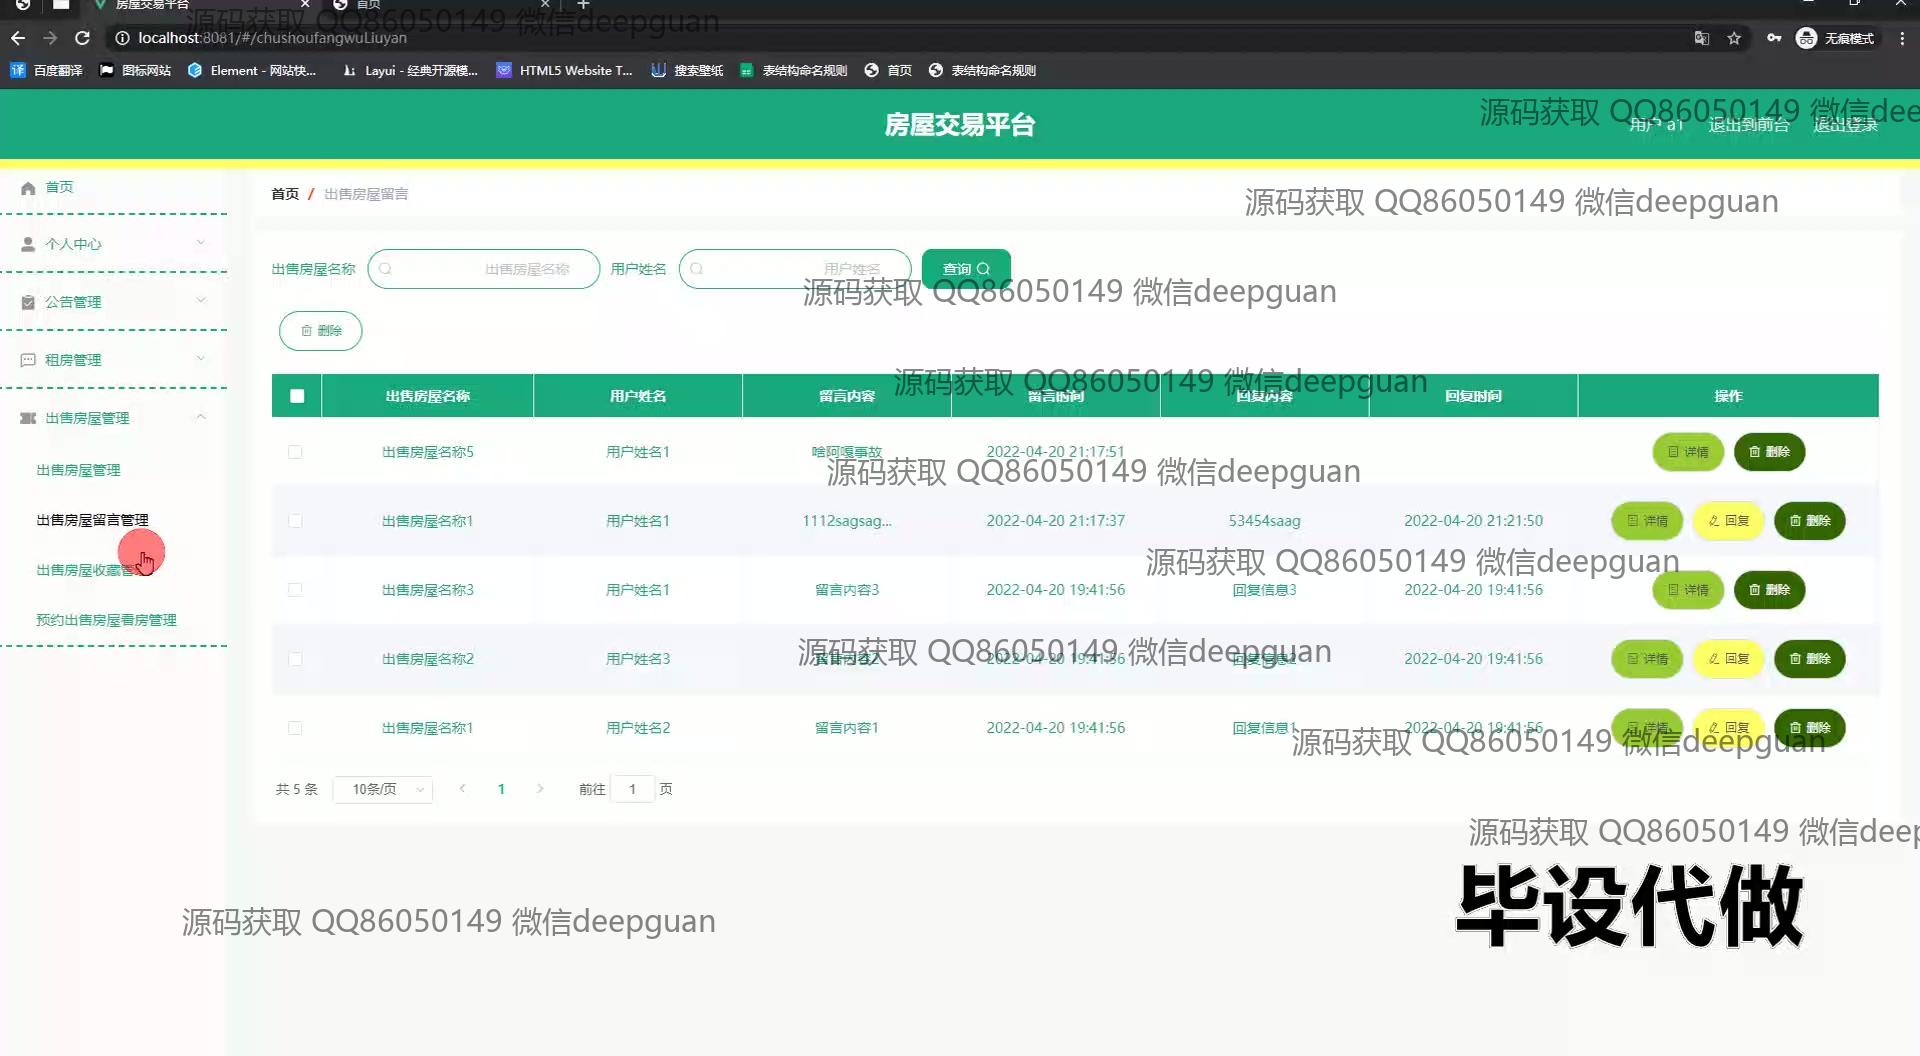 房屋交易平台
首页
源码获取 QQ86050149 微信deepguan
localhost:8081/#/chushoufangwuLiuyan
无痕模式
百度翻译 图标网站 Element - 网站快... Layui - 经典开源模... HTML5 Website T... 搜索壁纸 表结构命名规则 首页 表结构命名规则
房屋交易平台
源码获取 QQ86050149 微信dee
用户 a1 退出到前台 退出登录
首页
个人中心
公告管理
租房管理
出售房屋管理
出售房屋管理
出售房屋留言管理
出售房屋收藏管
预约出售房屋看房管理
首页 / 出售房屋留言
源码获取 QQ86050149 微信deepguan
出售房屋名称 出售房屋名称 用户姓名 用户姓名 查询
源码获取 QQ86050149 微信deepguan
删除
源码获取 QQ86050149 微信deepguan
出售房屋名称 用户姓名 留言内容 留言时间 回复内容 回复时间 操作
出售房屋名称5 用户姓名1 啥阿嘎事故 2022-04-20 21:17:51 详情 删除
源码获取 QQ86050149 微信deepguan
出售房屋名称1 用户姓名1 1112sagsag... 2022-04-20 21:17:37 53454saag 2022-04-20 21:21:50 详情 回复 删除
源码获取 QQ86050149 微信deepguan
出售房屋名称3 用户姓名1 留言内容3 2022-04-20 19:41:56 回复信息3 2022-04-20 19:41:56 详情 删除
源码获取 QQ86050149 微信deepguan
出售房屋名称2 用户姓名3 留言内容2 2022-04-20 19:41:56 回复信息2 2022-04-20 19:41:56 详情 回复 删除
出售房屋名称1 用户姓名2 留言内容1 2022-04-20 19:41:56 回复信息1 2022-04-20 19:41:56 详情 回复 删除
源码获取 QQ86050149 微信deepguan
共 5 条 10条/页 1 前往 1 页
源码获取 QQ86050149 微信deep
毕设代做
源码获取 QQ86050149 微信deepguan